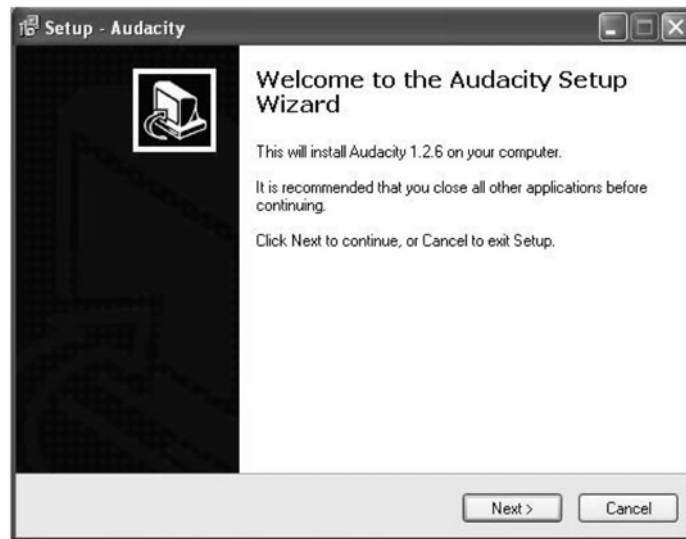 Setup - Audacity
Welcome to the Audacity Setup
Wizard
This will install Audacity 1.2.6 on your computer.
It is recommended that you close all other applications before
continuing.
Click Next to continue, or Cancel to exit Setup.
Next > Cancel